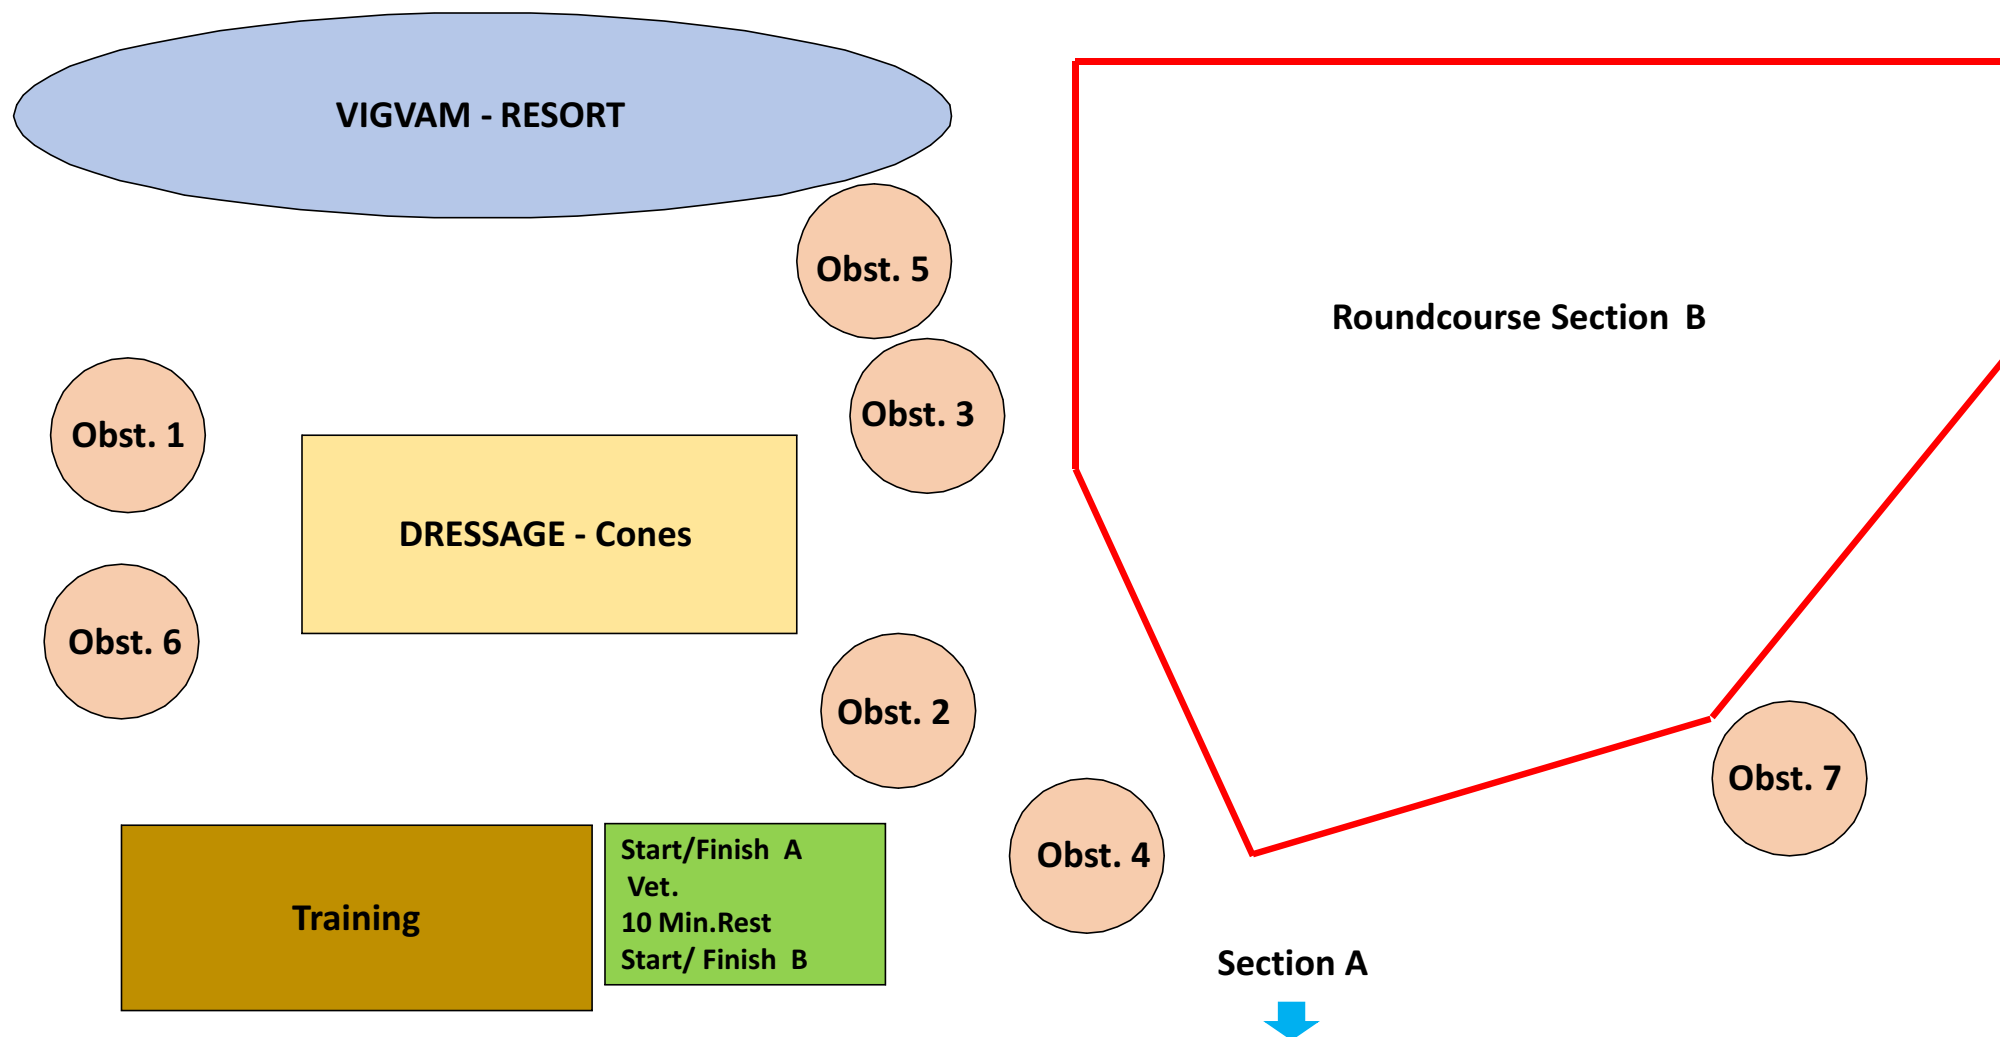 VIGVAM - RESORT
Obst. 5
Roundcourse Section B
Obst. 3
Obst. 1
DRESSAGE - Cones
Obst. 6
Obst. 2
Obst. 7
Obst. 4
Start/Finish A
Vet.
10 Min.Rest
Start/ Finish B
Training
Section A